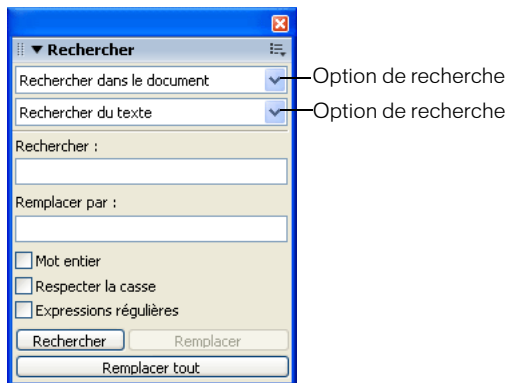 Rechercher
Rechercher dans le document
Option de recherche
Rechercher du texte
Option de recherche
Rechercher :
Remplacer par :
Mot entier
Respecter la casse
Expressions régulières
Rechercher Remplacer
Remplacer tout